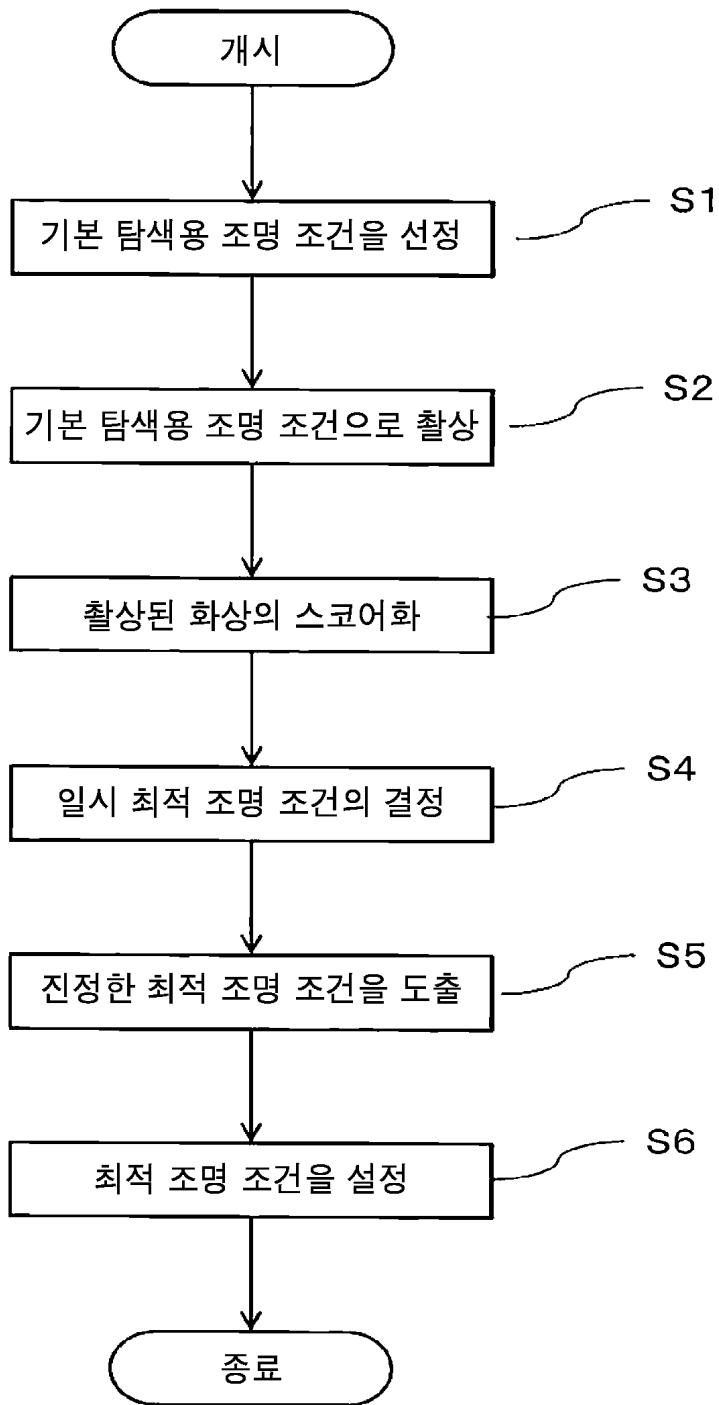 개시
기본 탐색용 조명 조건을 선정
S1
기본 탐색용 조명 조건으로 촬상
S2
촬상된 화상의 스코어화
S3
일시 최적 조명 조건의 결정
S4
진정한 최적 조명 조건을 도출
S5
최적 조명 조건을 설정
S6
종료